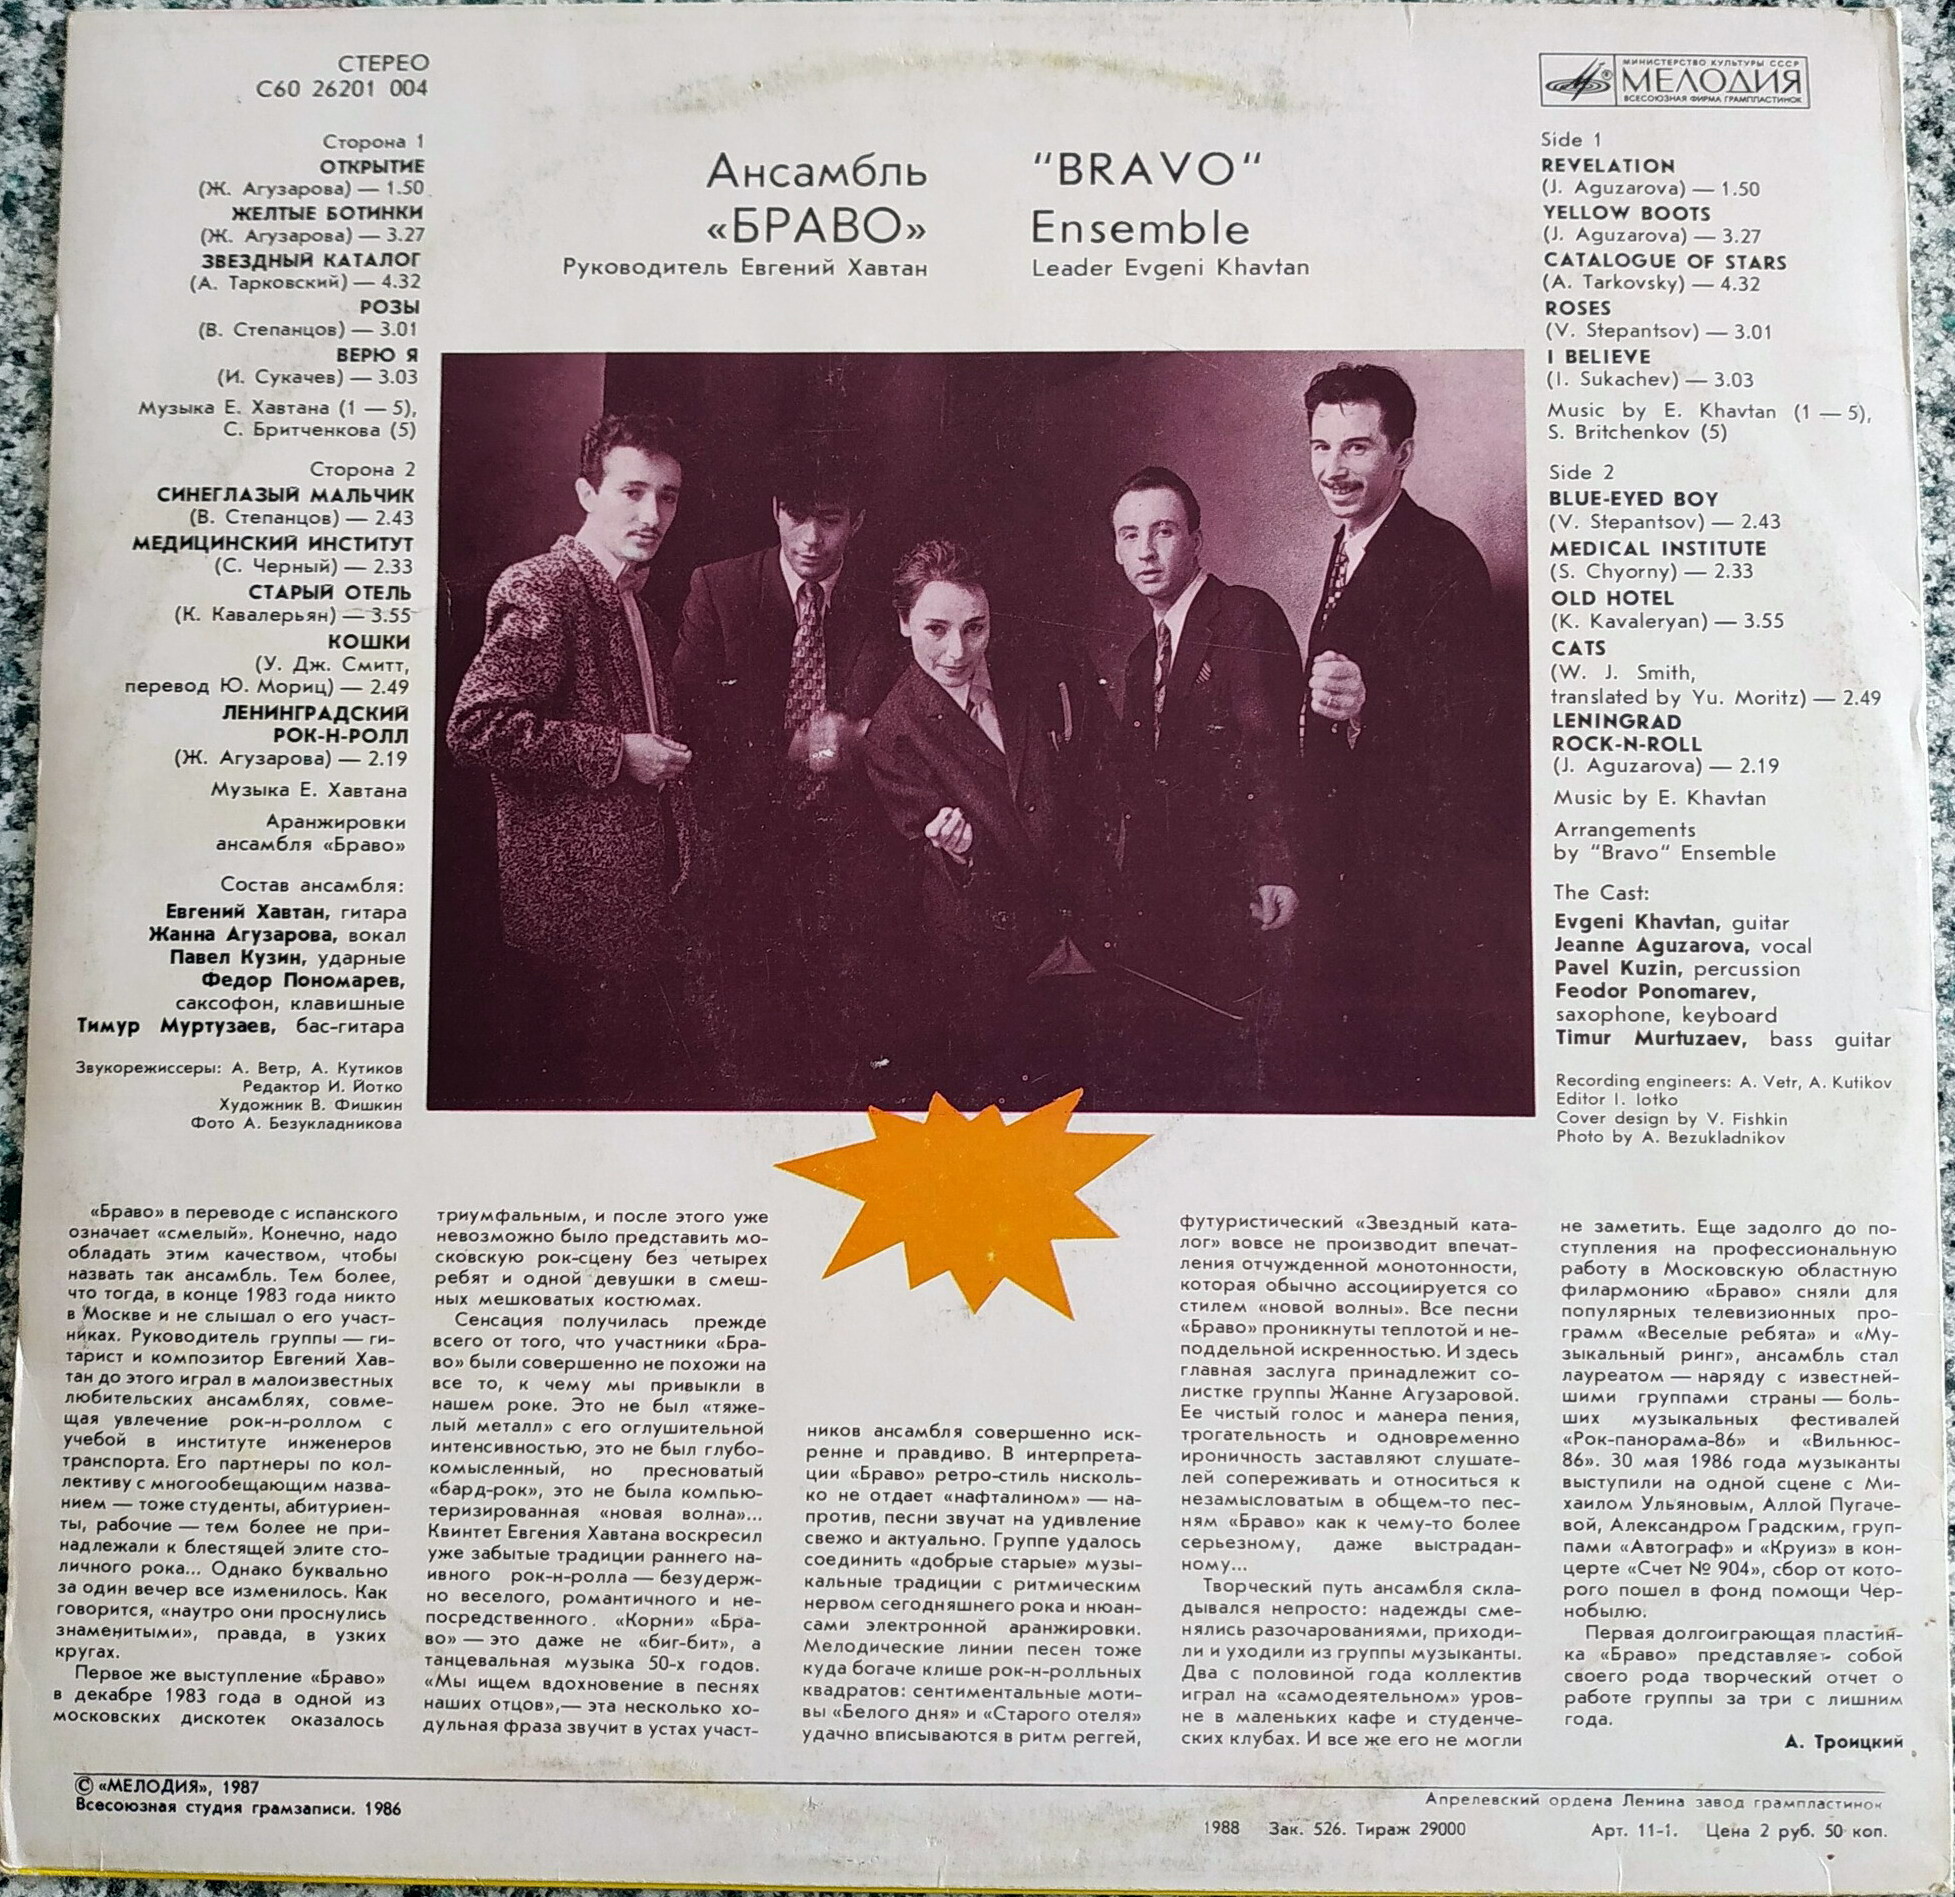 СТЕРЕО
С60 26201 004
Сторона 1
ОТКРЫТИЕ
(Ж. Агузарова) — 1.50
ЖЕЛТЫЕ БОТИНКИ
(Ж. Агузарова) — 3.27
ЗВЕЗДНЫЙ КАТАЛОГ
(А. Тарковский) — 4.32
РОЗЫ
(В. Степанцов) — 3.01
ВЕРЮ Я
(И. Сукачев) — 3.03
Музыка Е. Хавтана (1 — 5),
С. Бритченкова (5)
Сторона 2
СИНЕГЛАЗЫЙ МАЛЬЧИК
(В. Степанцов) — 2.43
МЕДИЦИНСКИЙ ИНСТИТУТ
(С. Черный) — 2.33
СТАРЫЙ ОТЕЛЬ
(К. Кавалерьян) — 3.55
КОШКИ
(У. Дж. Смитт,
перевод Ю. Мориц) — 2.49
ЛЕНИНГРАДСКИЙ
РОК-Н-РОЛЛ
(Ж. Агузарова) — 2.19
Музыка Е. Хавтана
Аранжировки
ансамбля «Браво»
Состав ансамбля:
Евгений Хавтан, гитара
Жанна Агузарова, вокал
Павел Кузин, ударные
Федор Пономарев,
саксофон, клавишные
Тимур Муртузаев, бас-гитара
Звукорежиссеры: А. Ветр, А. Кутиков
Редактор И. Йотко
Художник В. Фишкин
Фото А. Безукладникова
Ансамбль
«БРАВО»
Руководитель Евгений Хавтан
"BRAVO"
Ensemble
Leader Evgeni Khavtan
МИНИСТЕРСТВО КУЛЬТУРЫ СССР
МЕЛОДИЯ
ВСЕСОЮЗНАЯ ФИРМА ГРАМПЛАСТИНОК
Side 1
REVELATION
(J. Aguzarova) — 1.50
YELLOW BOOTS
(J. Aguzarova) — 3.27
CATALOGUE OF STARS
(A. Tarkovsky) — 4.32
ROSES
(V. Stepantsov) — 3.01
I BELIEVE
(I. Sukachev) — 3.03
Music by E. Khavtan (1 — 5),
S. Britchenkov (5)
Side 2
BLUE-EYED BOY
(V. Stepantsov) — 2.43
MEDICAL INSTITUTE
(S. Chyorny) — 2.33
OLD HOTEL
(K. Kavaleryan) — 3.55
CATS
(W. J. Smith,
translated by Yu. Moritz) — 2.49
LENINGRAD
ROCK-N-ROLL
(J. Aguzarova) — 2.19
Music by E. Khavtan
Arrangements
by "Bravo" Ensemble
The Cast:
Evgeni Khavtan, guitar
Jeanne Aguzarova, vocal
Pavel Kuzin, percussion
Feodor Ponomarev,
saxophone, keyboard
Timur Murtuzaev, bass guitar
Recording engineers: A. Vetr, A. Kutikov
Editor I. Iotko
Cover design by V. Fishkin
Photo by A. Bezukladnikov
«Браво» в переводе с испанского
означает «смелый». Конечно, надо
обладать этим качеством, чтобы
назвать так ансамбль. Тем более,
что тогда, в конце 1983 года никто
в Москве и не слышал о его участ-
никах. Руководитель группы — ги-
тарист и композитор Евгений Хав-
тан до этого играл в малоизвестных
любительских ансамблях, совме-
щая увлечение рок-н-роллом с
учебой в институте инженеров
транспорта. Его партнеры по кол-
лективу с многообещающим назва-
нием — тоже студенты, абитуриен-
ты, рабочие — тем более не при-
надлежали к блестящей элите сто-
личного рока... Однако буквально
за один вечер все изменилось. Как
говорится, «наутро они проснулись
знаменитыми», правда, в узких
кругах.
Первое же выступление «Браво»
в декабре 1983 года в одной из
московских дискотек оказалось
триумфальным, и после этого уже
невозможно было представить мо-
сковскую рок-сцену без четырех
ребят и одной девушки в смеш-
ных мешковатых костюмах.
Сенсация получилась прежде
всего от того, что участники «Бра-
во» были совершенно не похожи на
все то, к чему мы привыкли в
нашем роке. Это не был «тяже-
лый металл» с его оглушительной
интенсивностью, это не был глубо-
комысленный, но пресноватый
«бард-рок», это не была компью-
теризированная «новая волна»...
Квинтет Евгения Хавтана воскресил
уже забытые традиции раннего на-
ивного рок-н-ролла — безудерж-
но веселого, романтичного и не-
посредственного. «Корни» «Бра-
во» — это даже не «биг-бит», а
танцевальная музыка 50-х годов.
«Мы ищем вдохновение в песнях
наших отцов»,— эта несколько хо-
дульная фраза звучит в устах участ-
ников ансамбля совершенно иск-
ренне и правдиво. В интерпрета-
ции «Браво» ретро-стиль нисколь-
ко не отдает «нафталином» — на-
против, песни звучат на удивление
свежо и актуально. Группе удалось
соединить «добрые старые» музы-
кальные традиции с ритмическим
нервом сегодняшнего рока и нюан-
сами электронной аранжировки.
Мелодические линии песен тоже
куда богаче клише рок-н-ролльных
квадратов: сентиментальные моти-
вы «Белого дня» и «Старого отеля»
удачно вписываются в ритм реггей,
футуристический «Звездный ката-
лог» вовсе не производит впечат-
ления отчужденной монотонности,
которая обычно ассоциируется со
стилем «новой волны». Все песни
«Браво» проникнуты теплотой и не-
поддельной искренностью. И здесь
главная заслуга принадлежит со-
листке группы Жанне Агузаровой.
Ее чистый голос и манера пения,
трогательность и одновременно
ироничность заставляют слушате-
лей сопереживать и относиться к
незамысловатым в общем-то пес-
ням «Браво» как к чему-то более
серьезному, даже выстрадан-
ному...
Творческий путь ансамбля скла-
дывался непросто: надежды сме-
нялись разочарованиями, приходи-
ли и уходили из группы музыканты.
Два с половиной года коллектив
играл на «самодеятельном» уров-
не в маленьких кафе и студенче-
ских клубах. И все же его не могли
не заметить. Еще задолго до по-
ступления на профессиональную
работу в Московскую областную
филармонию «Браво» сняли для
популярных телевизионных про-
грамм «Веселые ребята» и «Му-
зыкальный ринг», ансамбль стал
лауреатом — наряду с известней-
шими группами страны — боль-
ших музыкальных фестивалей
«Рок-панорама-86» и «Вильнюс-
86». 30 мая 1986 года музыканты
выступили на одной сцене с Ми-
хаилом Ульяновым, Аллой Пугаче-
вой, Александром Градским, груп-
пами «Автограф» и «Круиз» в кон-
церте «Счет № 904», сбор от кото-
рого пошел в фонд помощи Чер-
нобылю.
Первая долгоиграющая пластин-
ка «Браво» представляет собой
своего рода творческий отчет о
работе группы за три с лишним
года.
А. Троицкий
© «МЕЛОДИЯ», 1987
Всесоюзная студия грамзаписи. 1986
Апрелевский ордена Ленина завод грампластинок
1988 Зак. 526. Тираж 29000 Арт. 11-1. Цена 2 руб. 50 коп.